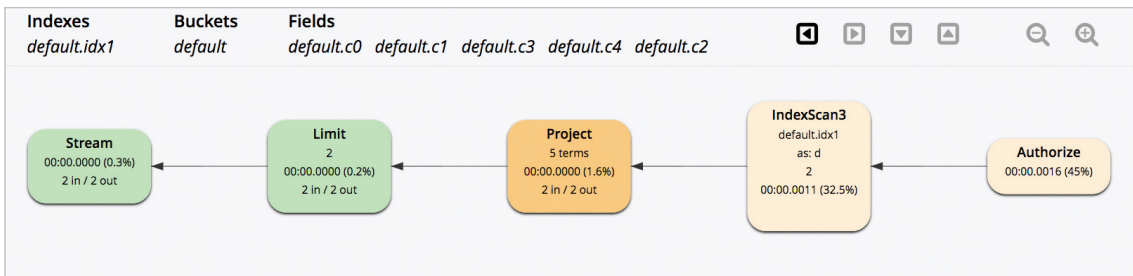 Indexes Buckets Fields
default.idx1 default default.c0 default.c1 default.c3 default.c4 default.c2
Stream
00:00.0000 (0.3%)
2 in / 2 out
Limit
2
00:00.0000 (0.2%)
2 in / 2 out
Project
5 terms
00:00.0000 (1.6%)
2 in / 2 out
IndexScan3
default.idx1
as: d
2
00:00.0011 (32.5%)
Authorize
00:00.0016 (45%)